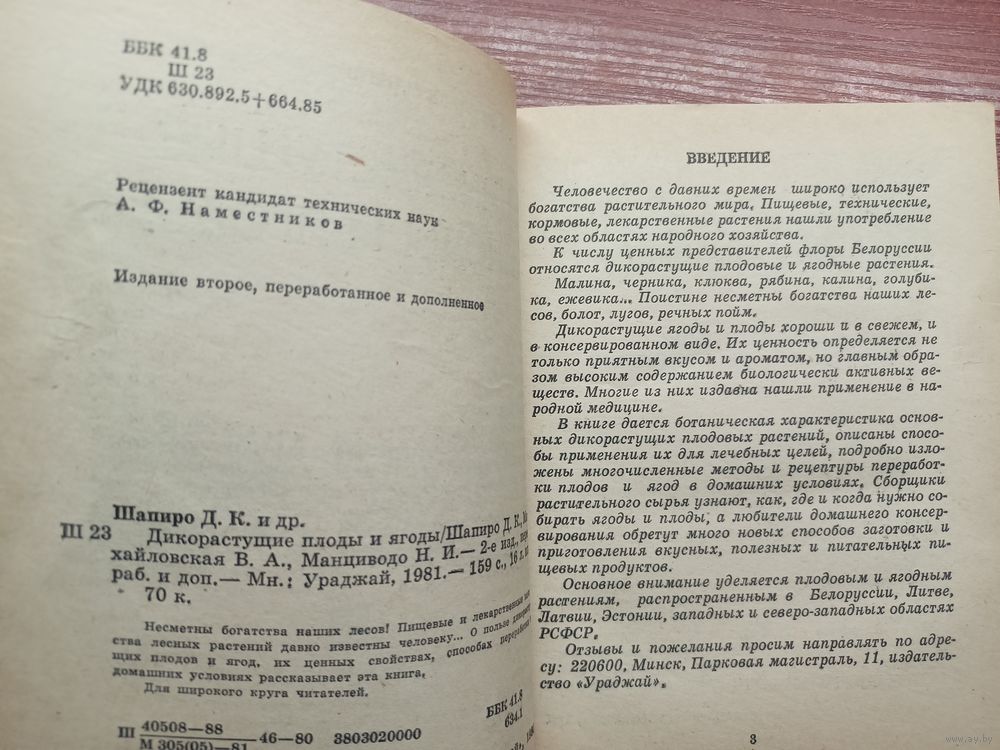 ББК 41.8
Ш 23
УДК 630.892.5+664.85
Рецензент кандидат технических наук
А. Ф. Наместников
Издание второе, переработанное и дополненное
Шапиро Д. К. и др.
Ш 23 Дикорастущие плоды и ягоды/Шапиро Д. К.,
хайловская В. А., Манциводо Н. И.— 2-е изд.,
раб. и доп.— Мн.: Ураджай, 1981.— 159 с., 16 л.
70 к.
Несметны богатства наших лесов! Пищевые и лекарственные
ства лесных растений давно известны человеку... О пользе
щих плодов и ягод, их ценных свойствах, способах переработки
домашних условиях рассказывает эта книга.
Для широкого круга читателей.
ББК 41.8
634.1
Ш 40508—88
М 305(05)—81 46—80 3803020000
ВВЕДЕНИЕ
Человечество с давних времен широко использует
богатства растительного мира. Пищевые, технические,
кормовые, лекарственные растения нашли употребление
во всех областях народного хозяйства.
К числу ценных представителей флоры Белоруссии
относятся дикорастущие плодовые и ягодные растения.
Малина, черника, клюква, рябина, калина, голуби-
ка, ежевика... Поистине несметны богатства наших ле-
сов, болот, лугов, речных пойм.
Дикорастущие ягоды и плоды хороши и в свежем, и
в консервированном виде. Их ценность определяется не
только приятным вкусом и ароматом, но главным обра-
зом высоким содержанием биологически активных ве-
ществ. Многие из них издавна нашли применение в на-
родной медицине.
В книге дается ботаническая характеристика основ-
ных дикорастущих плодовых растений, описаны спосо-
бы применения их для лечебных целей, подробно изло-
жены многочисленные методы и рецептуры переработ-
ки плодов и ягод в домашних условиях. Сборщики
растительного сырья узнают, как, где и когда нужно со-
бирать ягоды и плоды, а любители домашнего консер-
вирования обретут много новых способов заготовки и
приготовления вкусных, полезных и питательных пи-
щевых продуктов.
Основное внимание уделяется плодовым и ягодным
растениям, распространенным в Белоруссии, Литве,
Латвии, Эстонии, западных и северо-западных областях
РСФСР.
Отзывы и пожелания просим направлять по адре-
су: 220600, Минск, Парковая магистраль, 11, издатель-
ство «Ураджай».
3
www.ay.by